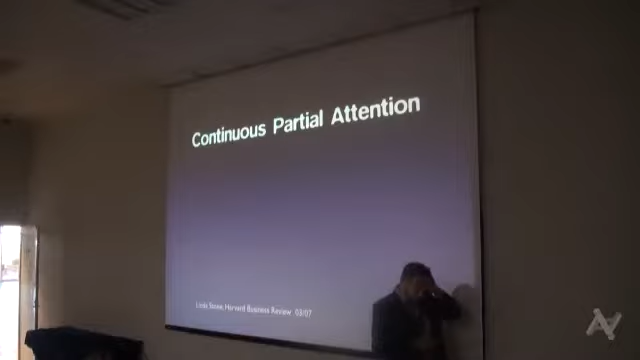 Continuous Partial Attention
Linda Stone, Harvard Business Review 03/07